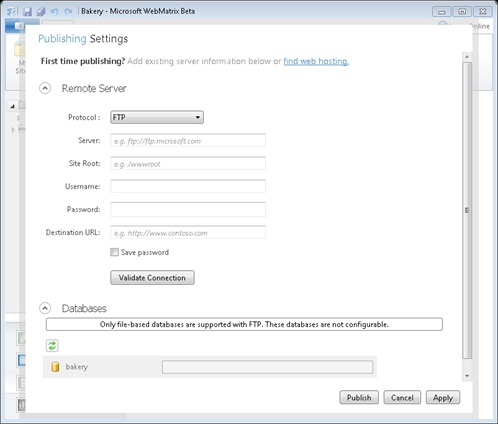 Bakery - Microsoft WebMatrix Beta
Online
Publishing Settings
First time publishing? Add existing server information below or find web hosting.
Remote Server
Protocol : FTP
Server: e.g. ftp://ftp.microsoft.com
Site Root: e.g. /wwwroot
Username:
Password:
Destination URL: e.g. http://www.contoso.com
Save password
Validate Connection
Databases
Only file-based databases are supported with FTP. These databases are not configurable.
bakery
Publish Cancel Apply